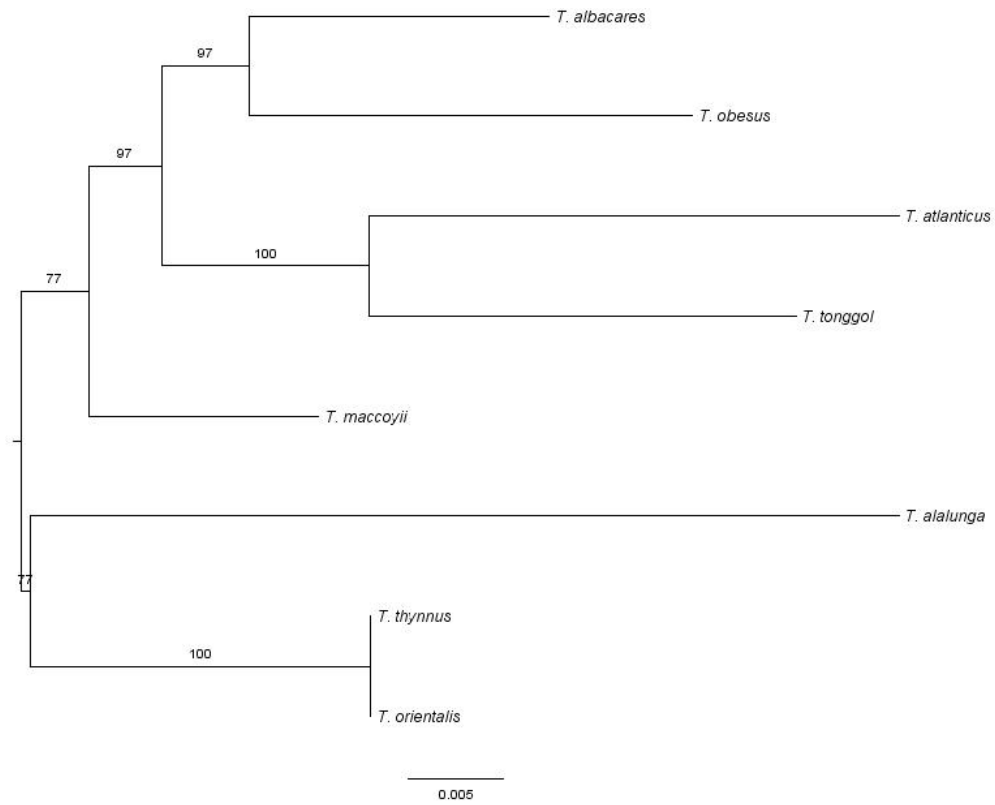 T. albacares
97
T. obesus
97
T. atlanticus
100
77
T. tonggol
T. maccoyii
T. alalunga
77
T. thynnus
100
T. orientalis
0.005